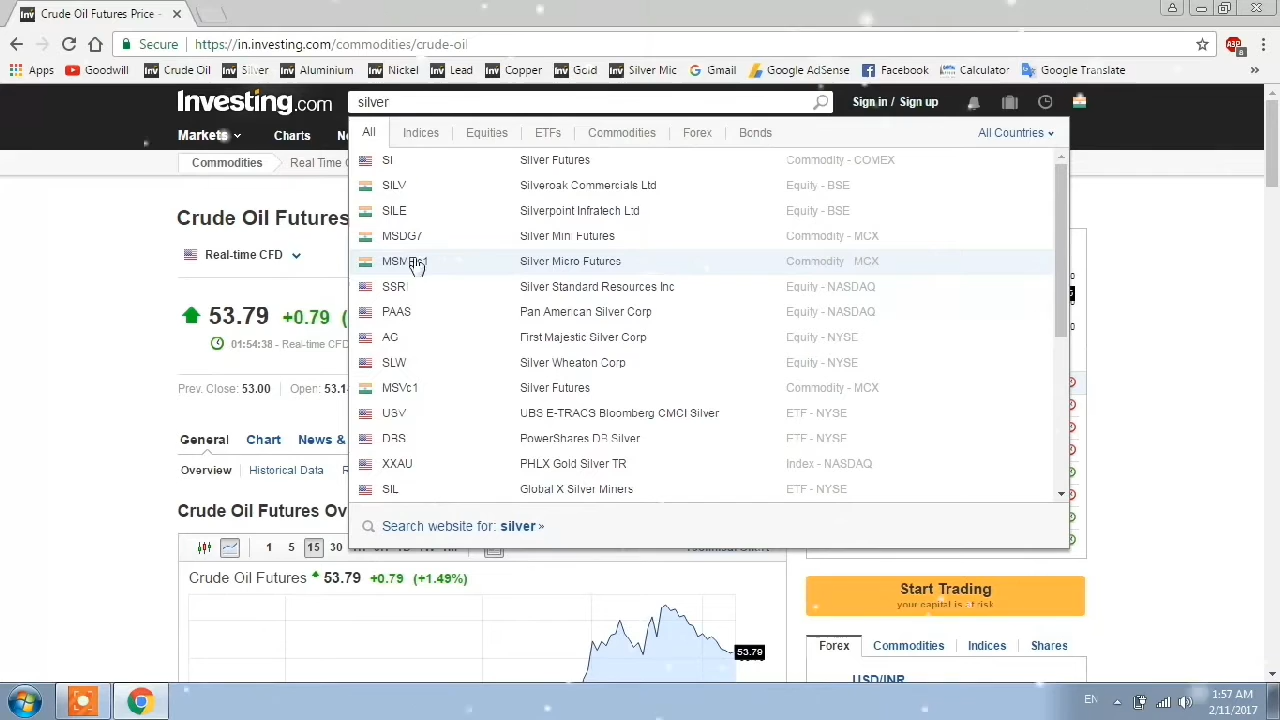 Crude Oil Futures Price -
Secure https://in.investing.com/commodities/crude-oil
Apps Goodwill Crude Oil Silver Aluminium Nickel Lead Copper Gold Silver Mic Gmail Google AdSense Facebook Calculator Google Translate »
Investing.com silver Sign in / Sign up
Markets Charts
All Indices Equities ETFs Commodities Forex Bonds All Countries
Commodities Real Time
SI Silver Futures Commodity - COMEX
SILV Silveroak Commercials Ltd Equity - BSE
SILE Silverpoint Infratech Ltd Equity - BSE
MSDG7 Silver Mini Futures Commodity - MCX
Silver Micro Futures Commodity - MCX
SSRI Silver Standard Resources Inc Equity - NASDAQ
PAAS Pan American Silver Corp Equity - NASDAQ
AG First Majestic Silver Corp Equity - NYSE
SLW Silver Wheaton Corp Equity - NYSE
MSVc1 Silver Futures Commodity - MCX
USV UBS E-TRACS Bloomberg CMCI Silver ETF - NYSE
DBS PowerShares DB Silver ETF - NYSE
XXAU PHLX Gold Silver TR Index - NASDAQ
SIL Global X Silver Miners ETF - NYSE
Search website for: silver »
Crude Oil Futures
Real-time CFD
53.79 +0.79 (
01:54:38 - Real-time CFD
Prev. Close: 53.00 Open: 53.1
General Chart News &
Overview Historical Data
Crude Oil Futures Ov
1 5 15 30
Crude Oil Futures 53.79 +0.79 (+1.49%)
53.79
Start Trading
your capital is at risk
Forex Commodities Indices Shares
USD/INR
EN 1:57 AM
2/11/2017